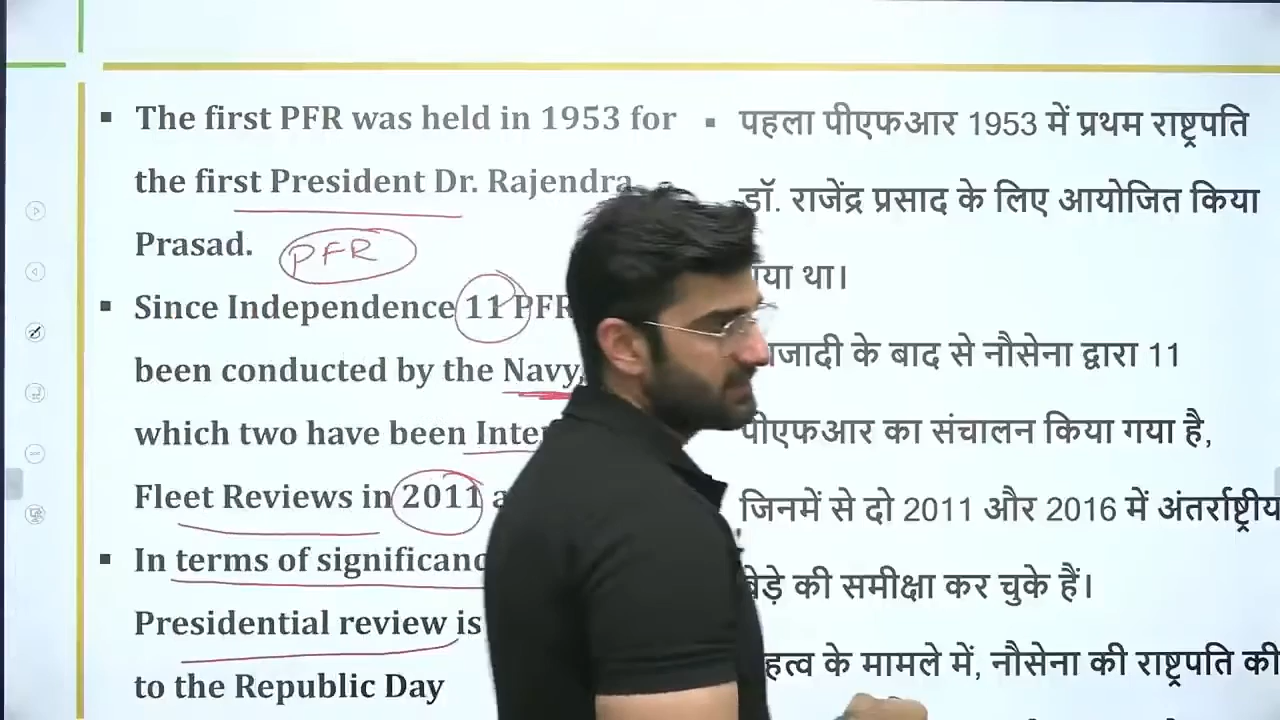 ▪ The first PFR was held in 1953 for
the first President Dr. Rajendra
Prasad.
PFR
▪ Since Independence 11 PFR
been conducted by the Navy,
which two have been
Fleet Reviews in 2011
▪ In terms of
Presidential review is
to the Republic Day
▪ पहला पीएफआर 1953 में प्रथम राष्ट्रपति
डॉ. राजेंद्र प्रसाद के लिए आयोजित किया
था।
के बाद से नौसेना द्वारा 11
पीएफआर का संचालन किया गया है,
जिनमें से दो 2011 और 2016 में अंतर्राष्ट्रीय
बेड़े की समीक्षा कर चुके हैं।
के मामले में, नौसेना की राष्ट्रपति की